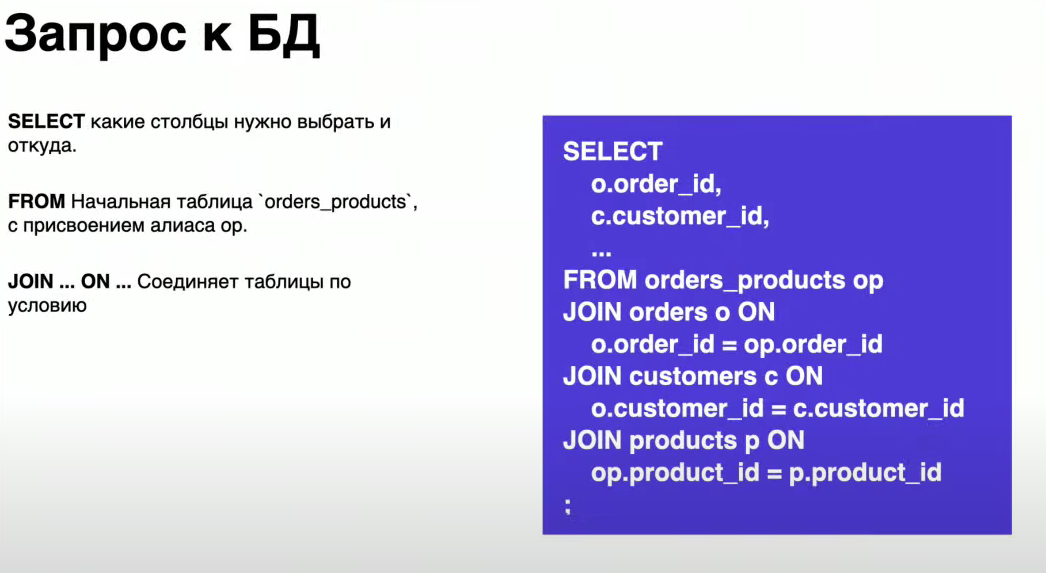 Запрос к БД
SELECT какие столбцы нужно выбрать и
откуда.
FROM Начальная таблица `orders_products`,
с присвоением алиаса op.
JOIN ... ON ... Соединяет таблицы по
условию
SELECT
o.order_id,
c.customer_id,
...
FROM orders_products op
JOIN orders o ON
o.order_id = op.order_id
JOIN customers c ON
o.customer_id = c.customer_id
JOIN products p ON
op.product_id = p.product_id
;